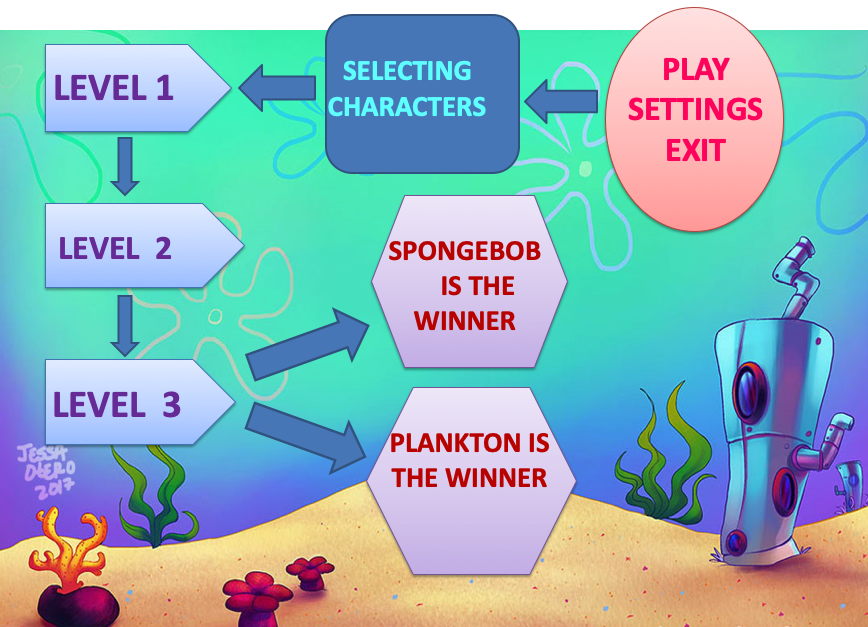 PLAY
SETTINGS
EXIT
SELECTING
CHARACTERS
LEVEL 1
LEVEL 2
LEVEL 3
SPONGEBOB
IS THE
WINNER
PLANKTON IS
THE WINNER
JESSA
OTERO
2017